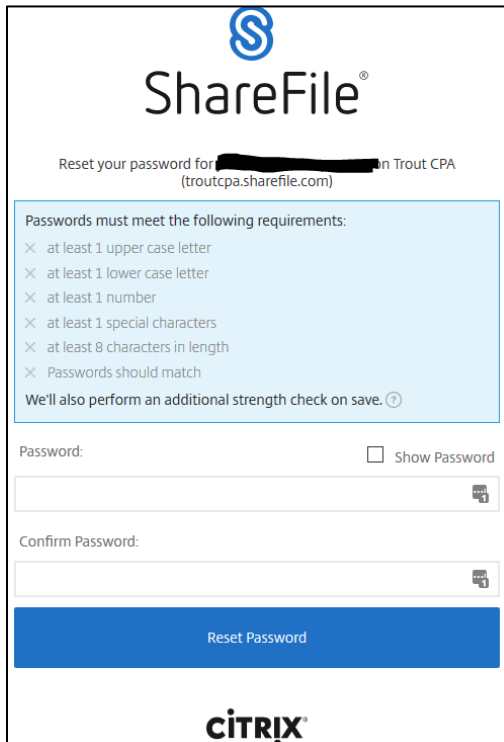 ShareFile®
Reset your password for on Trout CPA
(troutcpa.sharefile.com)
Passwords must meet the following requirements:
× at least 1 upper case letter
× at least 1 lower case letter
× at least 1 number
× at least 1 special characters
× at least 8 characters in length
× Passwords should match
We'll also perform an additional strength check on save. ?
Password:
Show Password
1
Confirm Password:
1
Reset Password
CITRIX®